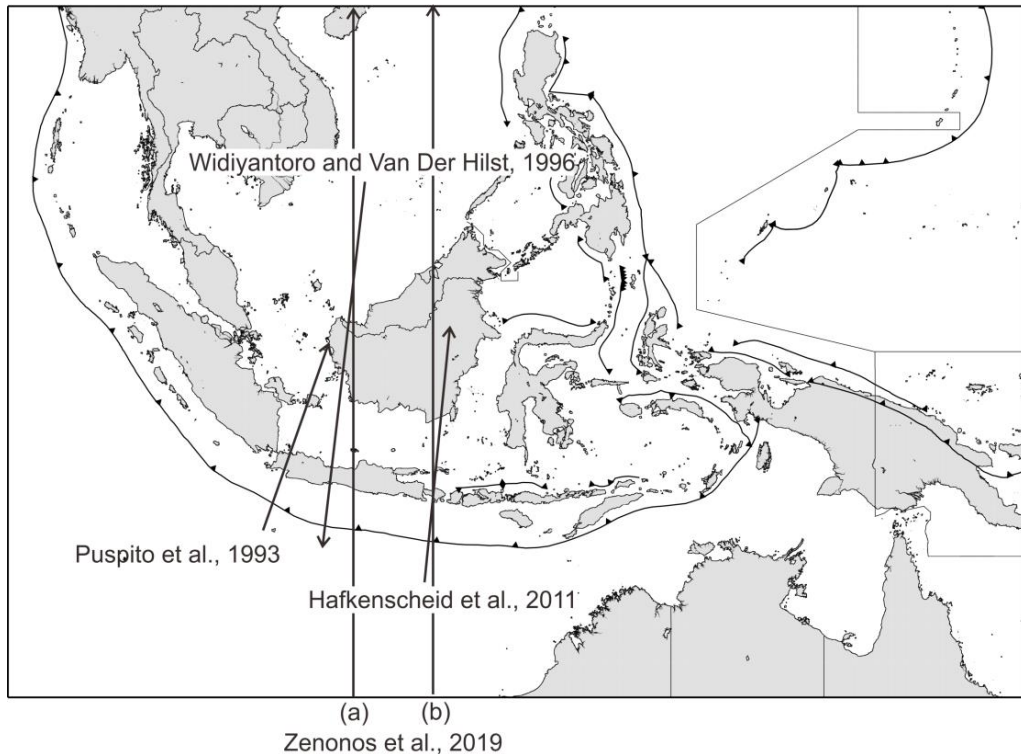 Widiyantoro and Van Der Hilst, 1996
Puspito et al., 1993
Hafkenscheid et al., 2011
(a) (b)
Zenonos et al., 2019